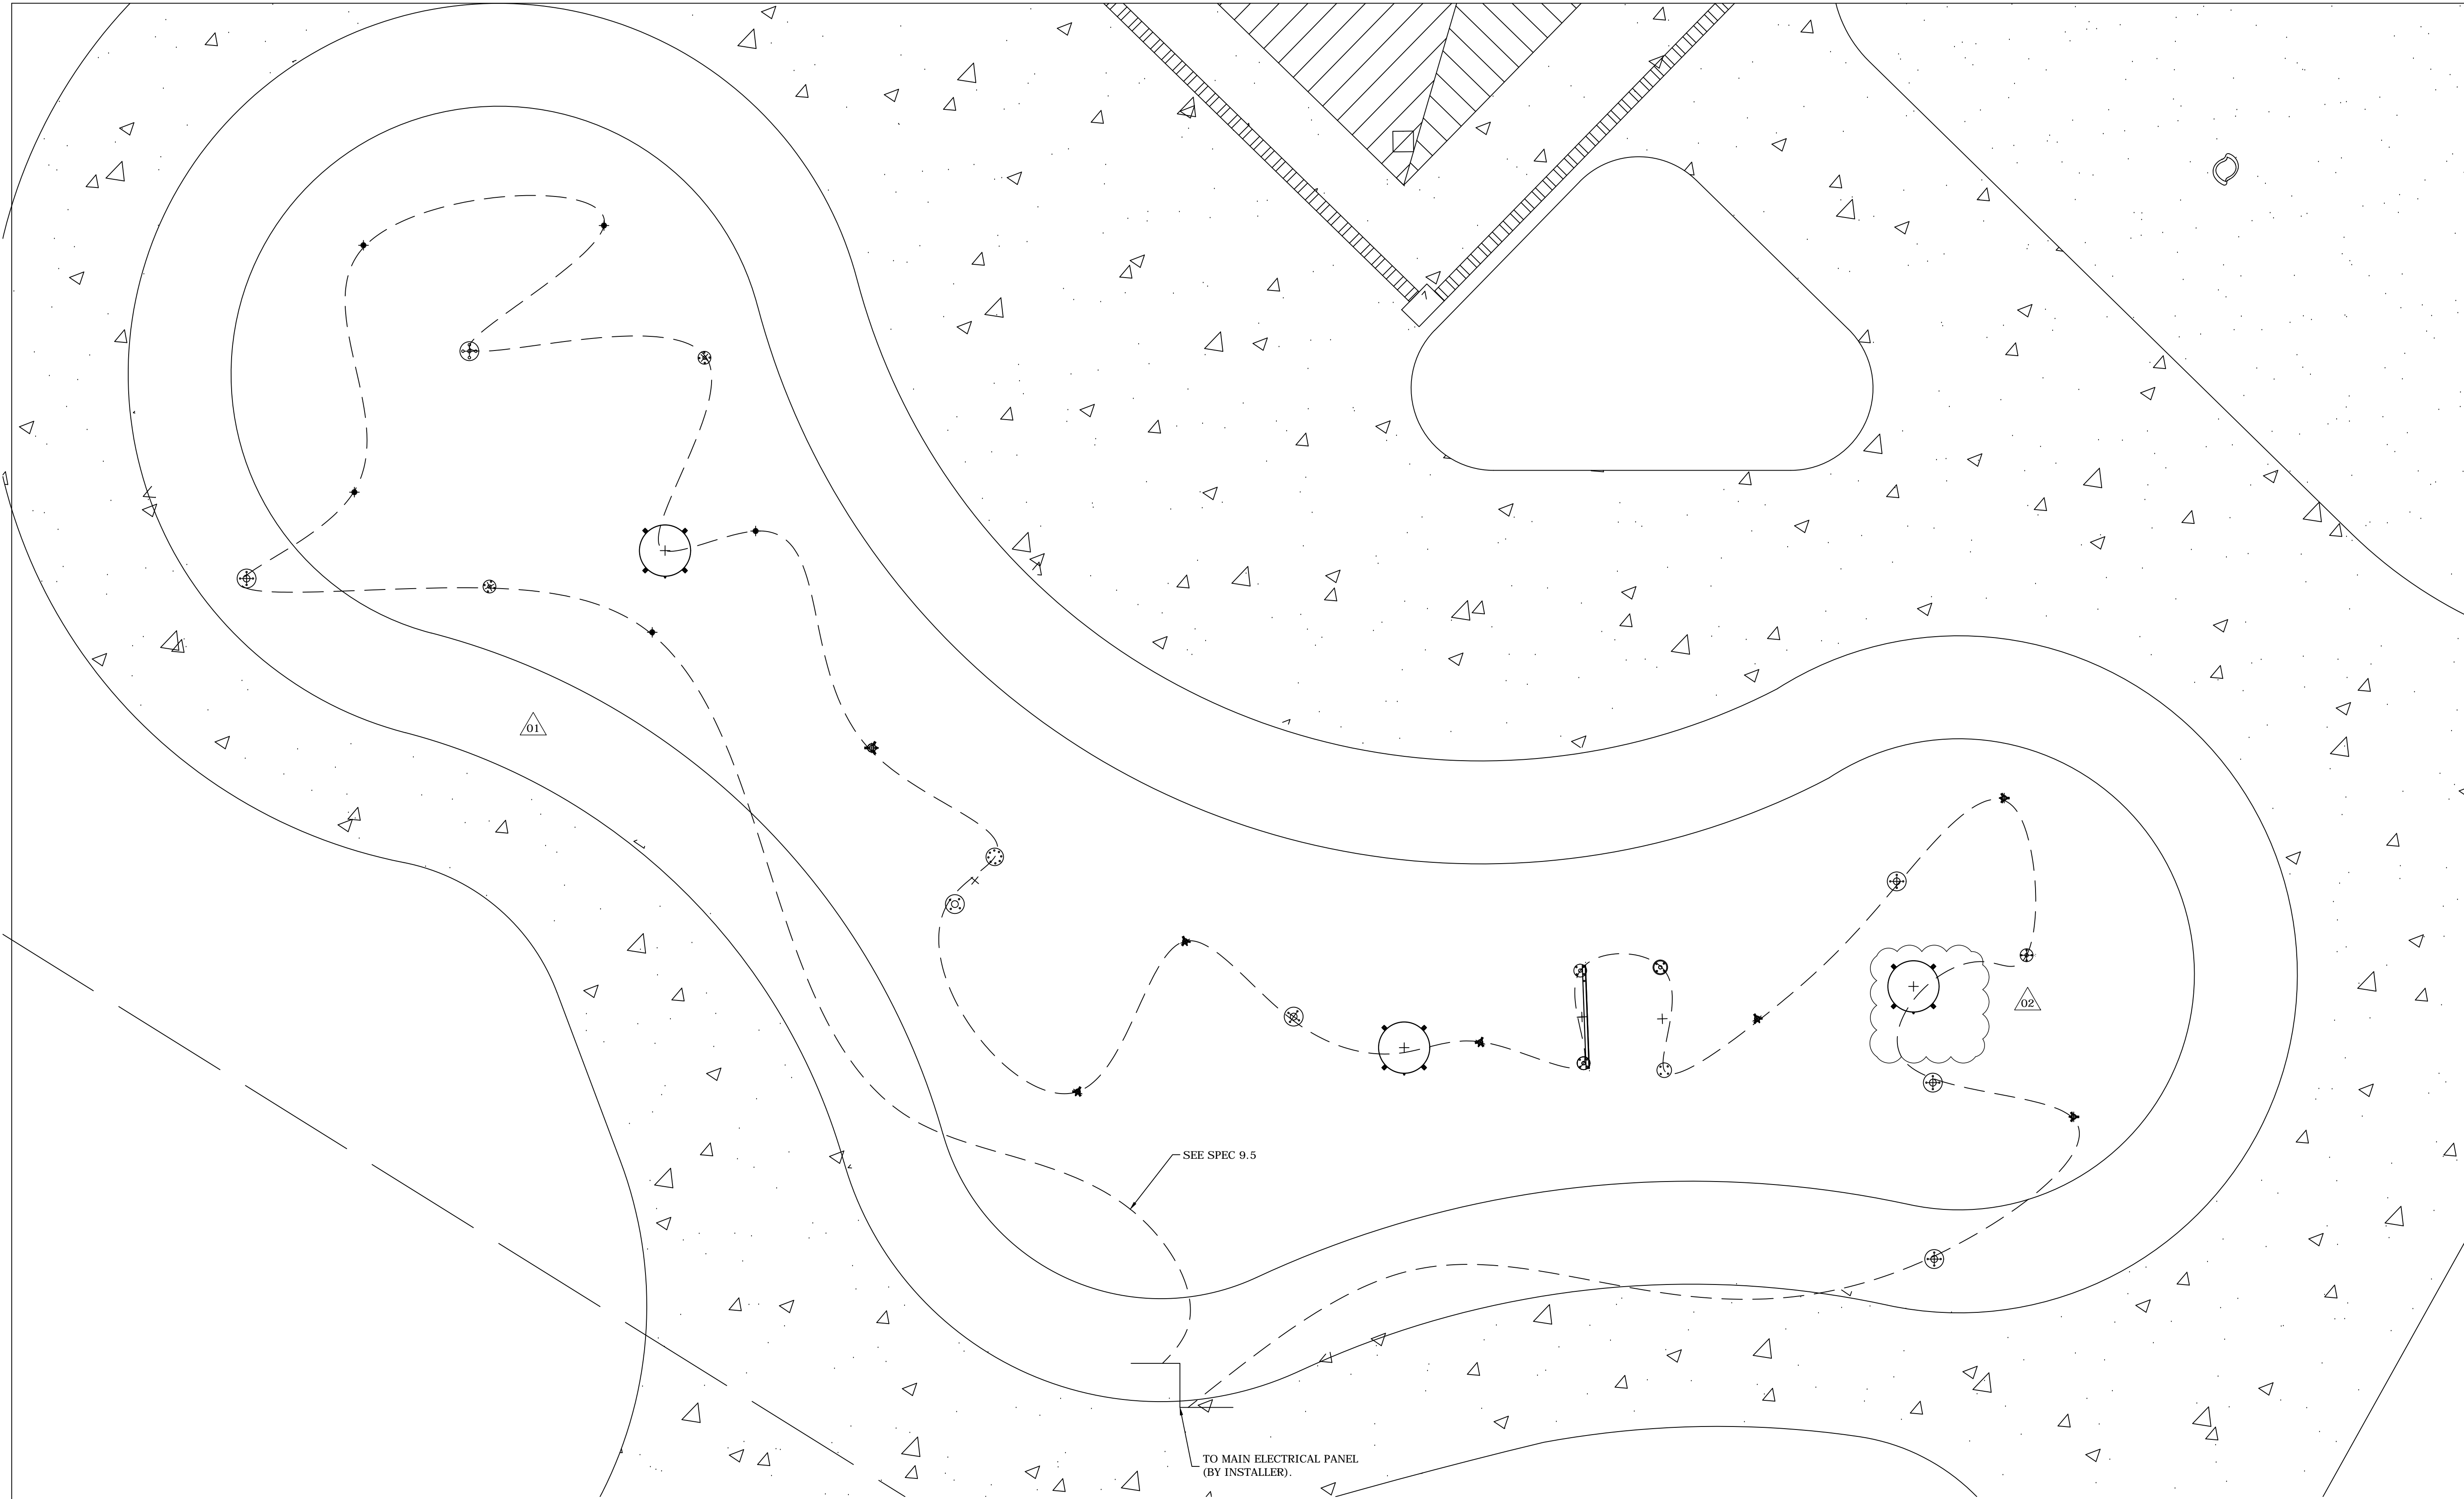 01
02
SEE SPEC 9.5
TO MAIN ELECTRICAL PANEL
(BY INSTALLER).